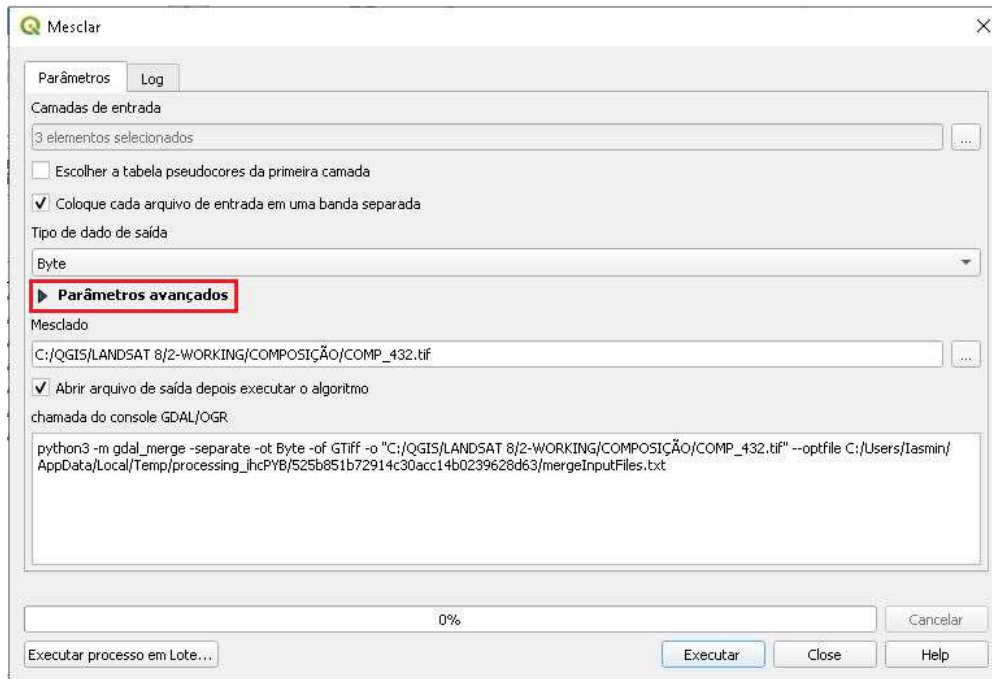 Mesclar
Parâmetros
Log
Camadas de entrada
3 elementos selecionados
...
Escolher a tabela pseudocores da primeira camada
Coloque cada arquivo de entrada em uma banda separada
Tipo de dado de saída
Byte
Parâmetros avançados
Mesclado
C:/QGIS/LANDSAT 8/2-WORKING/COMPOSIÇÃO/COMP_432.tif
...
Abrir arquivo de saída depois executar o algoritmo
chamada do console GDAL/OGR
python3 -m gdal_merge -separate -ot Byte -of GTiff -o "C:/QGIS/LANDSAT 8/2-WORKING/COMPOSIÇÃO/COMP_432.tif" --optfile C:/Users/Iasmin/
AppData/Local/Temp/processing_ihcPYB/525b851b72914c30acc14b0239628d63/mergeInputFiles.txt
0%
Cancelar
Executar processo em Lote...
Executar
Close
Help